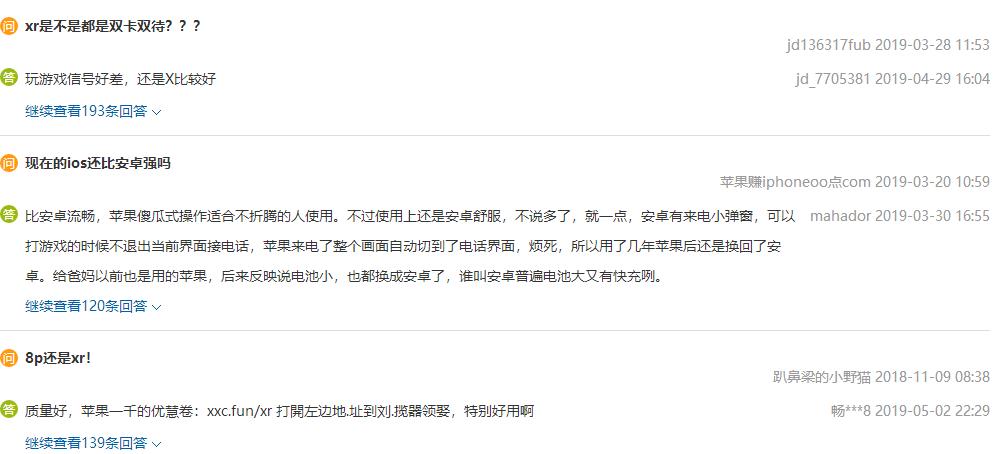 问 xr是不是都是双卡双待？？？
jd136317fub 2019-03-28 11:53
答 玩游戏信号好差，还是X比较好 jd_7705381 2019-04-29 16:04
继续查看193条回答
问 现在的ios还比安卓强吗
苹果赚iphoneoo点com 2019-03-20 10:59
答 比安卓流畅，苹果傻瓜式操作适合不折腾的人使用。不过使用上还是安卓舒服，不说多了，就一点，安卓有来电小弹窗，可以 mahador 2019-03-30 16:55
打游戏的时候不退出当前界面接电话，苹果来电了整个画面自动切到了电话界面，烦死，所以用了几年苹果后还是换回了安
卓。给爸妈以前也是用的苹果，后来反映说电池小，也都换成安卓了，谁叫安卓普遍电池大又有快充咧。
继续查看120条回答
问 8p还是xr！
趴鼻梁的小野猫 2018-11-09 08:38
答 质量好，苹果一千的优慧卷：xxc.fun/xr 打開左边地.址到刘.揽器领娶，特别好用啊 畅***8 2019-05-02 22:29
继续查看139条回答